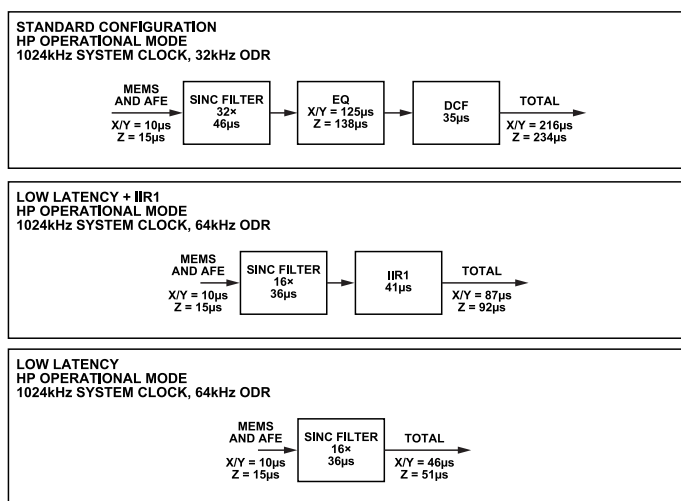 STANDARD CONFIGURATION
HP OPERATIONAL MODE
1024kHz SYSTEM CLOCK, 32kHz ODR
MEMS
AND AFE
X/Y = 10µs
Z = 15µs
SINC FILTER
32×
46µs
EQ
X/Y = 125µs
Z = 138µs
DCF
35µs
TOTAL
X/Y = 216µs
Z = 234µs
LOW LATENCY + IIR1
HP OPERATIONAL MODE
1024kHz SYSTEM CLOCK, 64kHz ODR
MEMS
AND AFE
X/Y = 10µs
Z = 15µs
SINC FILTER
16×
36µs
IIR1
41µs
TOTAL
X/Y = 87µs
Z = 92µs
LOW LATENCY
HP OPERATIONAL MODE
1024kHz SYSTEM CLOCK, 64kHz ODR
MEMS
AND AFE
X/Y = 10µs
Z = 15µs
SINC FILTER
16×
36µs
TOTAL
X/Y = 46µs
Z = 51µs